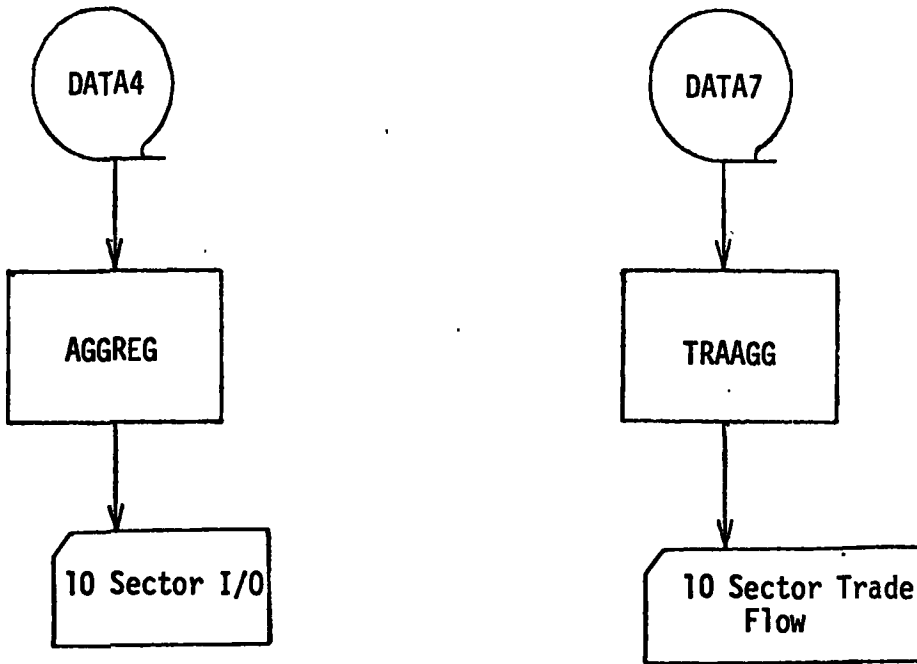 DATA4
AGGREG
10 Sector I/O
DATA7
TRAAGG
10 Sector Trade
Flow